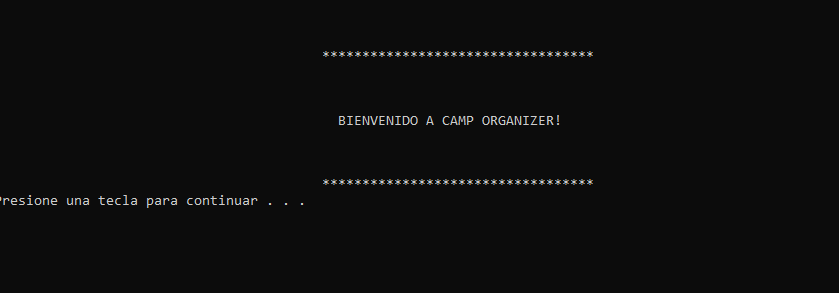 **********************************
BIENVENIDO A CAMP ORGANIZER!
**********************************
Presione una tecla para continuar . . .